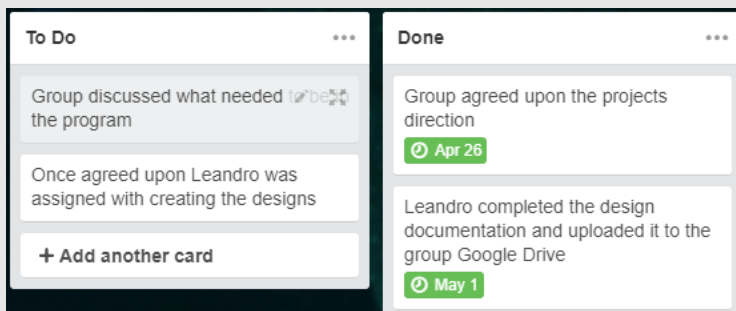 To Do
Group discussed what needed to be
the program
Once agreed upon Leandro was
assigned with creating the designs
+ Add another card
Done
Group agreed upon the projects
direction
Apr 26
Leandro completed the design
documentation and uploaded it to the
group Google Drive
May 1